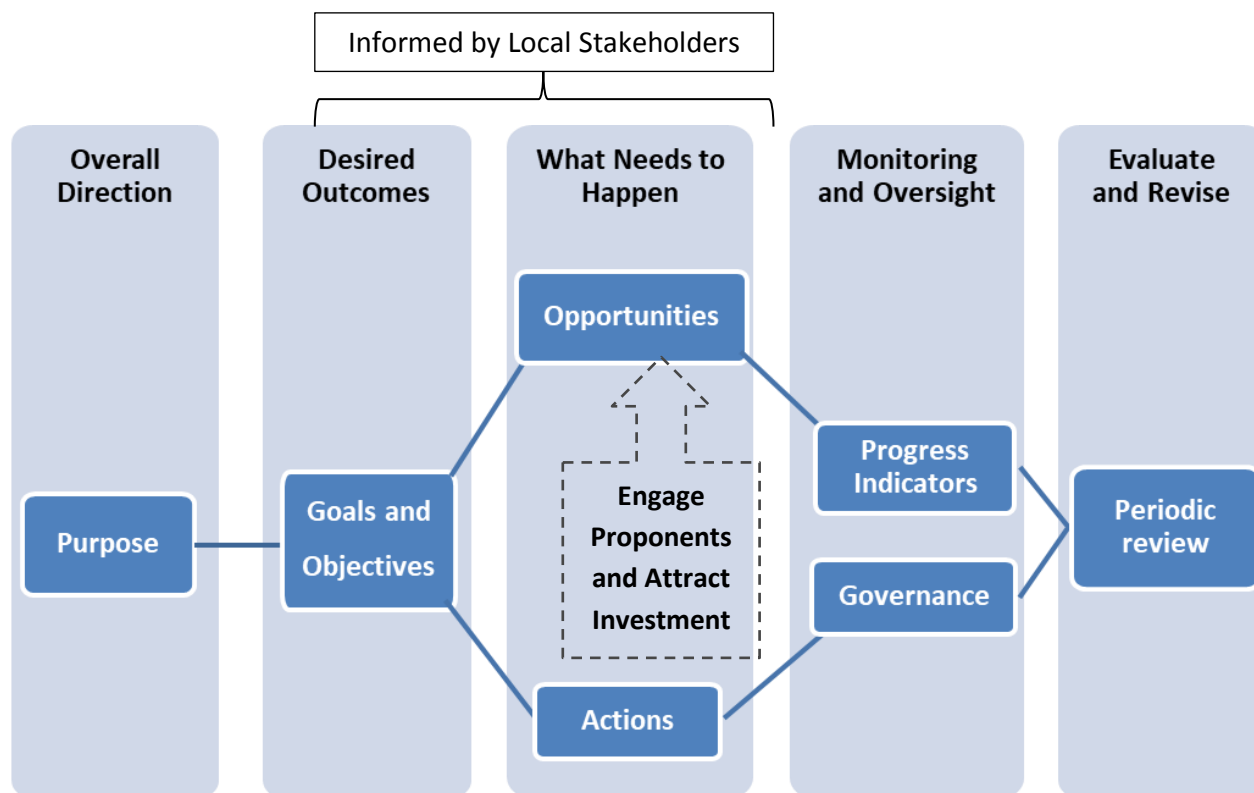 Informed by Local Stakeholders
Overall
Direction
Desired
Outcomes
What Needs to
Happen
Monitoring
and Oversight
Evaluate
and Revise
Opportunities
Purpose
Goals and
Objectives
Engage
Proponents
and Attract
Investment
Actions
Progress
Indicators
Governance
Periodic
review